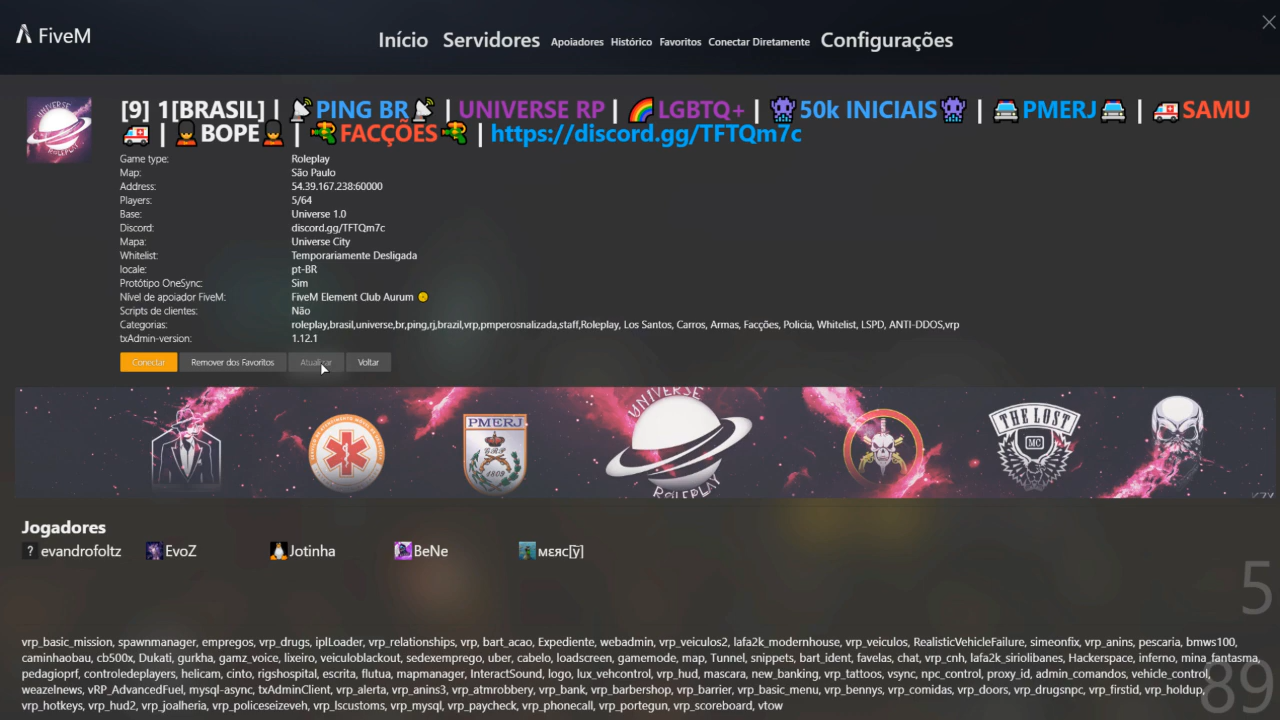 FiveM
Início Servidores Apoiadores Histórico Favoritos Conectar Diretamente Configurações
UNIVERSE
ROLEPLAY
[9] 1[BRASIL] | 📡PING BR📡 | UNIVERSE RP | 🌈LGBTQ+ | 👾50k INICIAIS👾 | 🚔PMERJ🚔 | 🚑SAMU
🚑 | 💂BOPE💂 | 🔫FACÇÕES🔫 | https://discord.gg/TFTQm7c
Game type: Roleplay
Map: São Paulo
Address: 54.39.167.238:60000
Players: 5/64
Base: Universe 1.0
Discord: discord.gg/TFTQm7c
Mapa: Universe City
Whitelist: Temporariamente Desligada
locale: pt-BR
Protótipo OneSync: Sim
Nível de apoiador FiveM: FiveM Element Club Aurum
Scripts de clientes: Não
Categorias: roleplay,brasil,universe,br,ping,rj,brazil,vrp,pmperosnalizada,staff,Roleplay, Los Santos, Carros, Armas, Facções, Policia, Whitelist, LSPD, ANTI-DDOS,vrp
txAdmin-version: 1.12.1
Conectar Remover dos Favoritos Atualizar Voltar
PMERJ
GRP
1809
UNIVERSE
ROLEPLAY
THE LOST
MC
Jogadores
? evandrofoltz EvoZ Jotinha BeNe мεяc[ƴ]
5
89
vrp_basic_mission, spawnmanager, empregos, vrp_drugs, iplLoader, vrp_relationships, vrp, bart_acao, Expediente, webadmin, vrp_veiculos2, lafa2k_modernhouse, vrp_veiculos, RealisticVehicleFailure, simeonfix, vrp_anins, pescaria, bmws100,
caminhaobau, cb500x, Dukati, gurkha, gamz_voice, lixeiro, veiculoblackout, sedexemprego, uber, cabelo, loadscreen, gamemode, map, Tunnel, snippets, bart_ident, favelas, chat, vrp_cnh, lafa2k_siriolibanes, Hackerspace, inferno, mina_fantasma,
pedagioprf, controledeplayers, helicam, cinto, rigshospital, escrita, flutua, mapmanager, InteractSound, logo, lux_vehcontrol, vrp_hud, mascara, new_banking, vrp_tattoos, vsync, npc_control, proxy_id, admin_comandos, vehicle_control,
weazelnews, vRP_AdvancedFuel, mysql-async, txAdminClient, vrp_alerta, vrp_anins3, vrp_atmrobbery, vrp_bank, vrp_barbershop, vrp_barrier, vrp_basic_menu, vrp_bennys, vrp_comidas, vrp_doors, vrp_drugsnpc, vrp_firstid, vrp_holdup,
vrp_hotkeys, vrp_hud2, vrp_joalheria, vrp_policeseizeveh, vrp_lscustoms, vrp_mysql, vrp_paycheck, vrp_phonecall, vrp_portegun, vrp_scoreboard, vtow